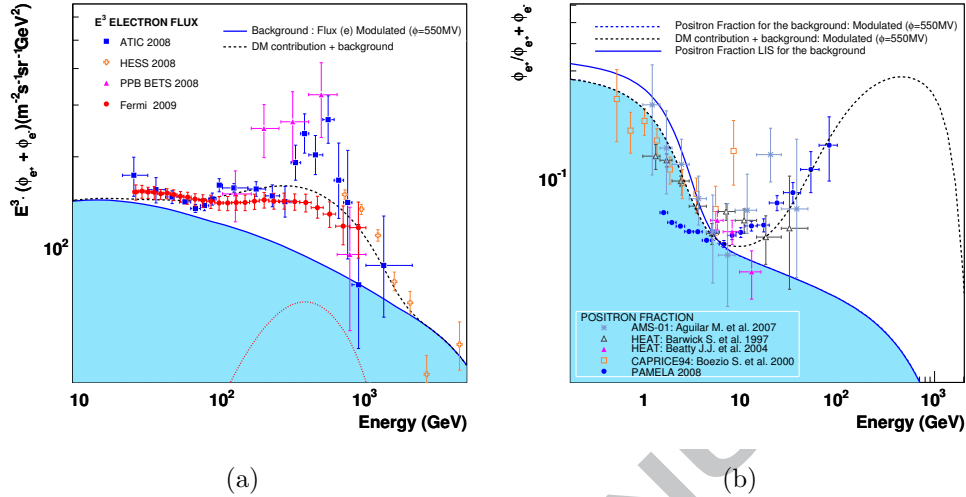 E³ ELECTRON FLUX
ATIC 2008
HESS 2008
PPB BETS 2008
Fermi 2009
Background : Flux (e) Modulated (ϕ=550MV)
DM contribution + background
E³· (ϕe⁺ + ϕe⁻)(m⁻²s⁻¹sr⁻¹GeV²)
10²
10
10²
10³
Energy (GeV)
(a)
Positron Fraction for the background: Modulated (ϕ=550MV)
DM contribution + background: Modulated (ϕ=550MV)
Positron Fraction LIS for the background
ϕe⁺/ϕe⁺ + ϕe⁻
10⁻¹
POSITRON FRACTION
AMS-01: Aguilar M. et al. 2007
HEAT: Barwick S. et al. 1997
HEAT: Beatty J.J. et al. 2004
CAPRICE94: Boezio S. et al. 2000
PAMELA 2008
1
10
10²
10³
Energy (GeV)
(b)